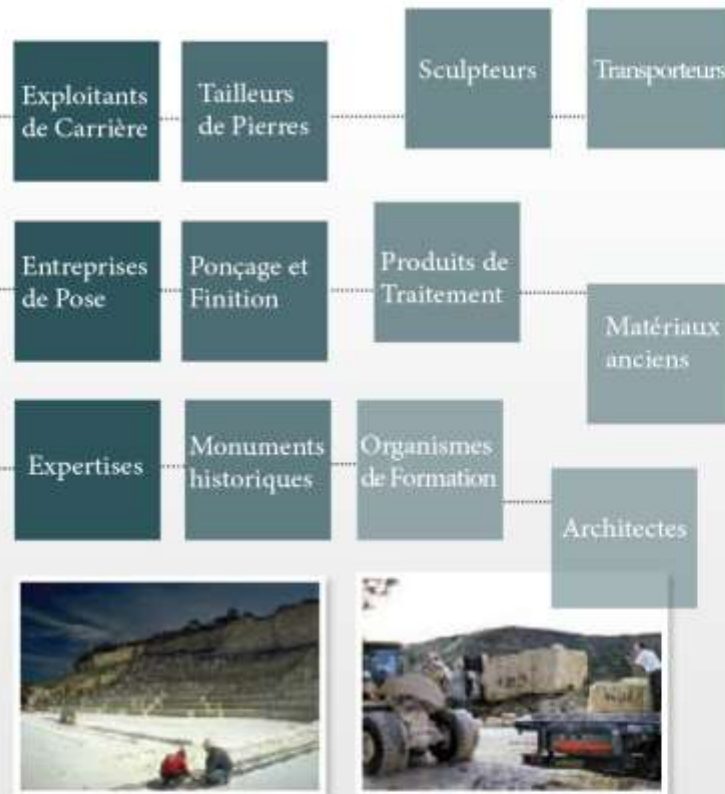 Exploitants
de Carrière
Tailleurs
de Pierres
Sculpteurs
Transporteurs
Entreprises
de Pose
Ponçage et
Finition
Produits de
Traitement
Matériaux
anciens
Expertises
Monuments
historiques
Organismes
de Formation
Architectes